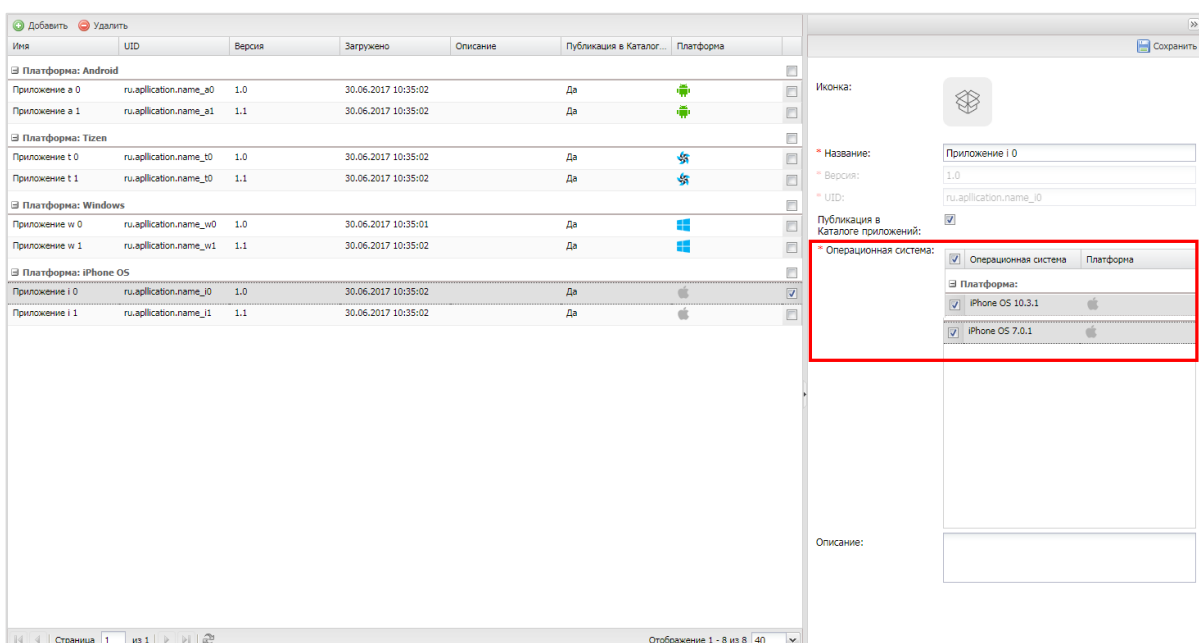 Добавить Удалить
Имя UID Версия Загружено Описание Публикация в Каталог... Платформа
Платформа: Android
Приложение a 0 ru.apllication.name_a0 1.0 30.06.2017 10:35:02 Да
Приложение a 1 ru.apllication.name_a1 1.1 30.06.2017 10:35:02 Да
Платформа: Tizen
Приложение t 0 ru.apllication.name_t0 1.0 30.06.2017 10:35:02 Да
Приложение t 1 ru.apllication.name_t0 1.1 30.06.2017 10:35:02 Да
Платформа: Windows
Приложение w 0 ru.apllication.name_w0 1.0 30.06.2017 10:35:01 Да
Приложение w 1 ru.apllication.name_w1 1.1 30.06.2017 10:35:02 Да
Платформа: iPhone OS
Приложение i 0 ru.apllication.name_i0 1.0 30.06.2017 10:35:02 Да
Приложение i 1 ru.apllication.name_i1 1.1 30.06.2017 10:35:02 Да
Страница 1 из 1 Отображение 1 - 8 из 8 40
Сохранить
Иконка:
* Название: Приложение i 0
* Версия: 1.0
* UID: ru.apllication.name_i0
Публикация в
Каталоге приложений:
* Операционная система: Операционная система Платформа
Платформа:
iPhone OS 10.3.1
iPhone OS 7.0.1
Описание: